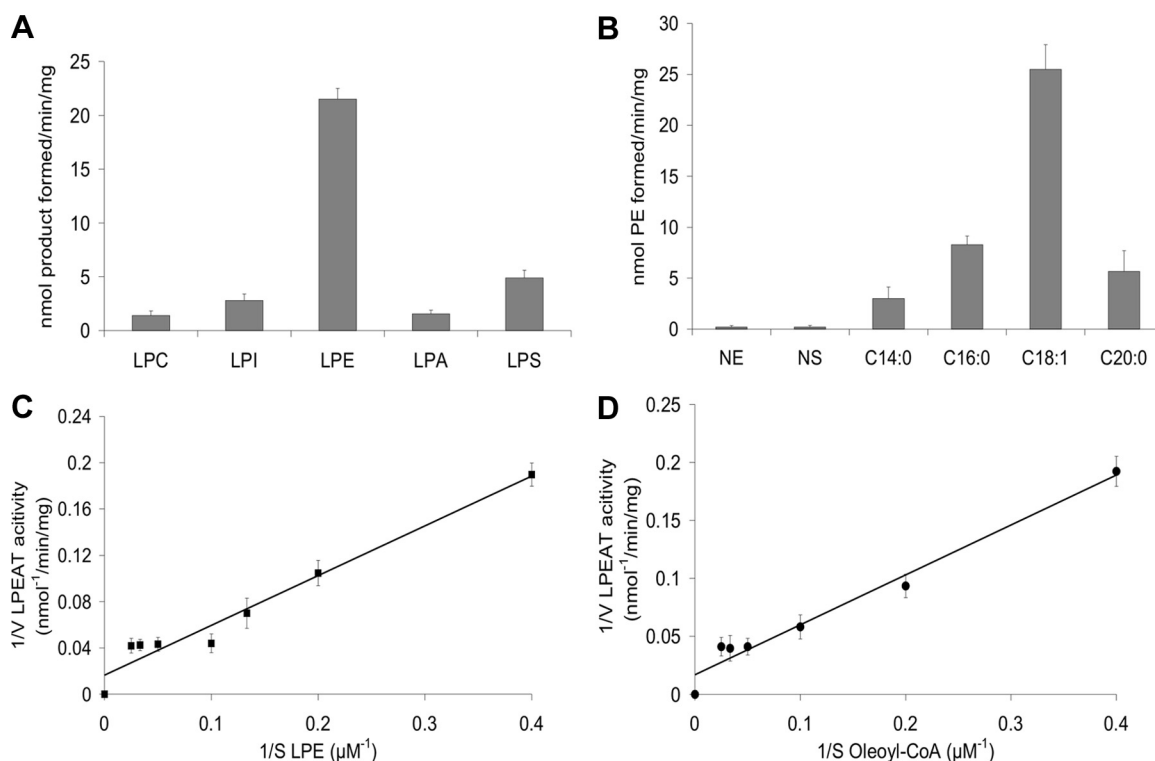 A
nmol product formed/min/mg
25
20
15
10
5
0
LPC LPI LPE LPA LPS
B
nmol PE formed/min/mg
30
25
20
15
10
5
0
NE NS C14:0 C16:0 C18:1 C20:0
C
1/V LPEAT acitivity
(nmol⁻¹/min/mg)
0.24
0.2
0.16
0.12
0.08
0.04
0
0 0.1 0.2 0.3 0.4
1/S LPE (µM⁻¹)
D
1/V LPEAT acitivity
(nmol⁻¹/min/mg)
0.25
0.2
0.15
0.1
0.05
0
0 0.1 0.2 0.3 0.4
1/S Oleoyl-CoA (µM⁻¹)